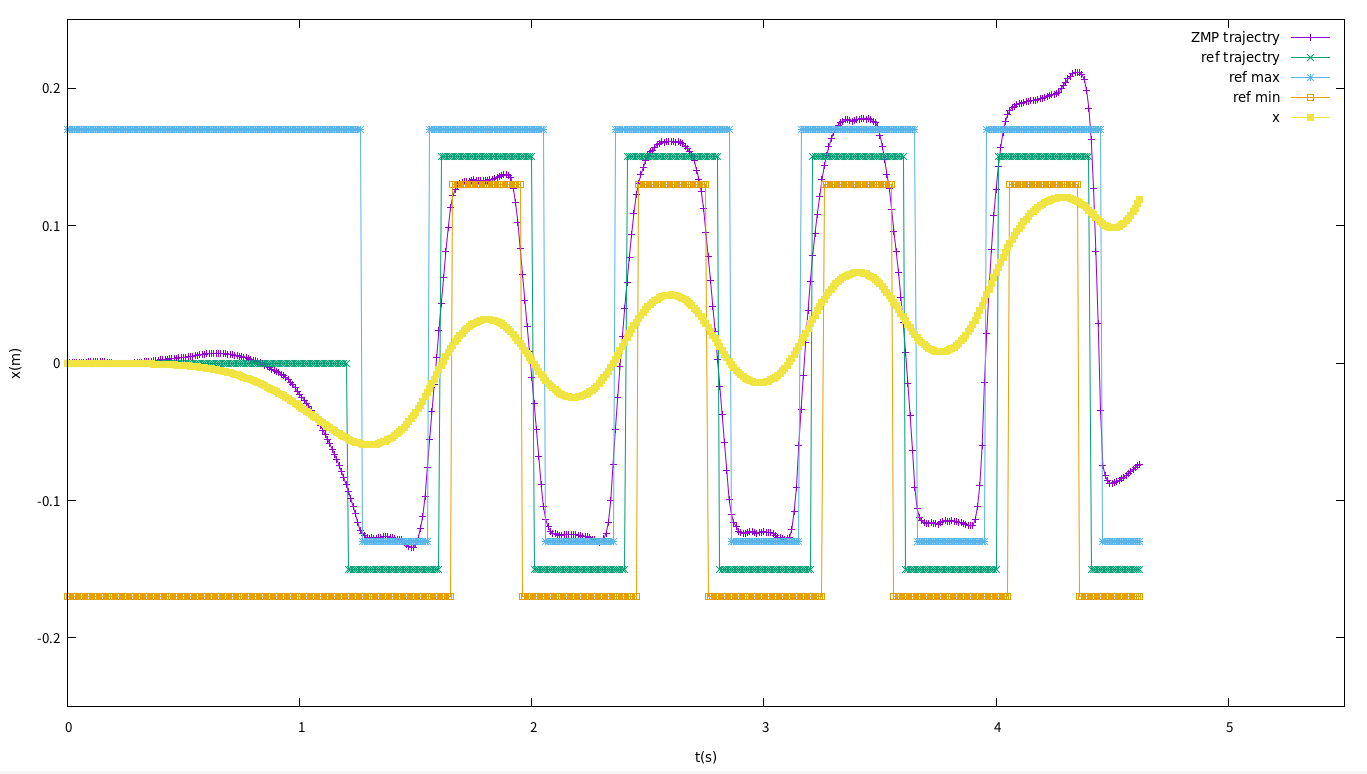 ZMP trajectry
ref trajectry
ref max
ref min
x
0.2
0.1
0
-0.1
-0.2
x(m)
0 1 2 3 4 5
t(s)